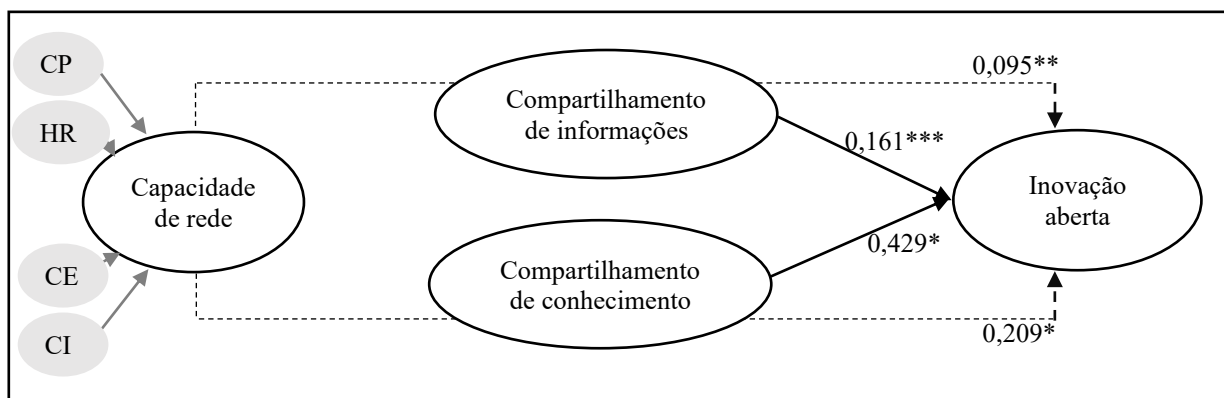 CP
HR
CE
CI
Capacidade
de rede
Compartilhamento
de informações
Compartilhamento
de conhecimento
0,095**
0,161***
0,429*
0,209*
Inovação
aberta